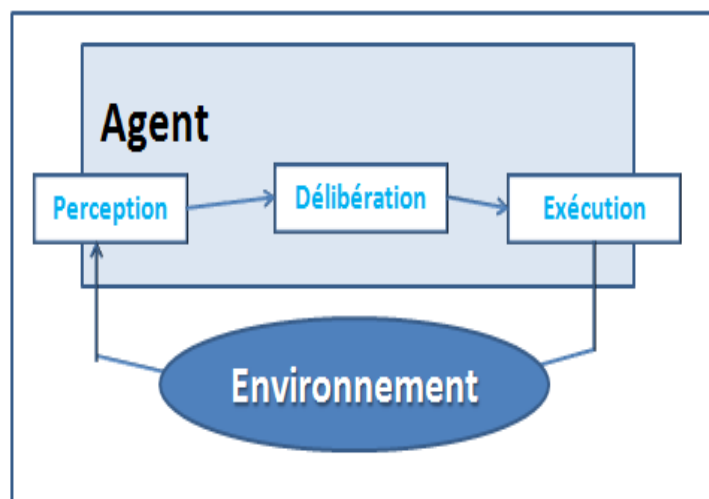 Agent
Perception
Délibération
Exécution
Environnement